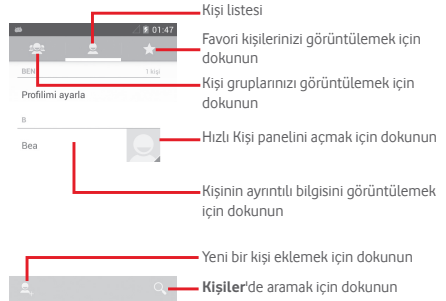 Kişi listesi
01:47
Favori kişilerinizi görüntülemek için
dokunun
BEN
1 kişi
Kişi gruplarınızı görüntülemek için
dokunun
Profilimi ayarla
B
Bea
Hızlı Kişi panelini açmak için dokunun
Kişinin ayrıntılı bilgisini görüntülemek
için dokunun
Yeni bir kişi eklemek için dokunun
Kişiler'de aramak için dokunun